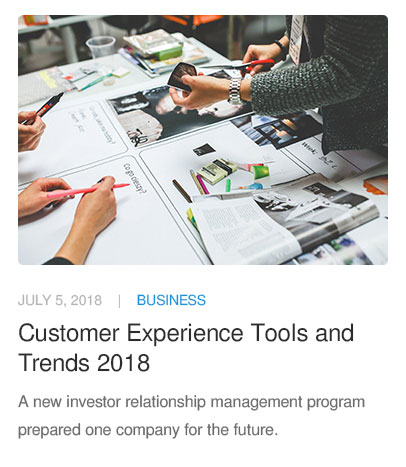 JULY 5, 2018 | BUSINESS
Customer Experience Tools and
Trends 2018
A new investor relationship management program
prepared one company for the future.